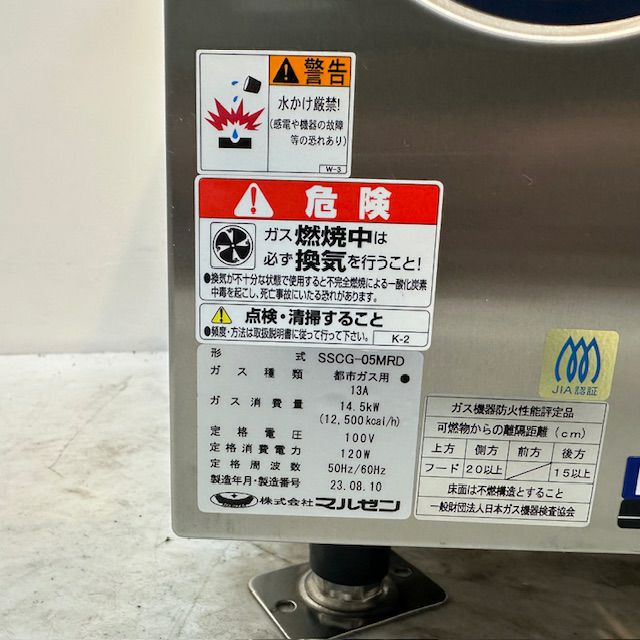 警告
水かけ厳禁!
(感電や機器の故障
等の恐れあり)
W-3
危険
ガス燃焼中は
必ず換気を行うこと!
●換気が不十分な状態で使用すると不完全燃焼による一酸化炭素
中毒を起こし、死亡事故にいたる恐れがあります。
点検・清掃すること
●頻度・方法は取扱説明書に従って行って下さい。
K-2
形式 SSCG-05MRD
ガス種類 都市ガス用
13A
ガス消費量 14.5kW
(12,500kcal/h)
定格電圧 100V
定格消費電力 120W
定格周波数 50Hz/60Hz
製造年月・製造番号 23.08.10
株式会社マルゼン
JIA認証
ガス機器防火性能評定品
可燃物からの離隔距離(cm)
上方 側方 前方 後方
フード 20以上 15以上
床面は不燃構造とすること
一般財団法人日本ガス機器検査協会